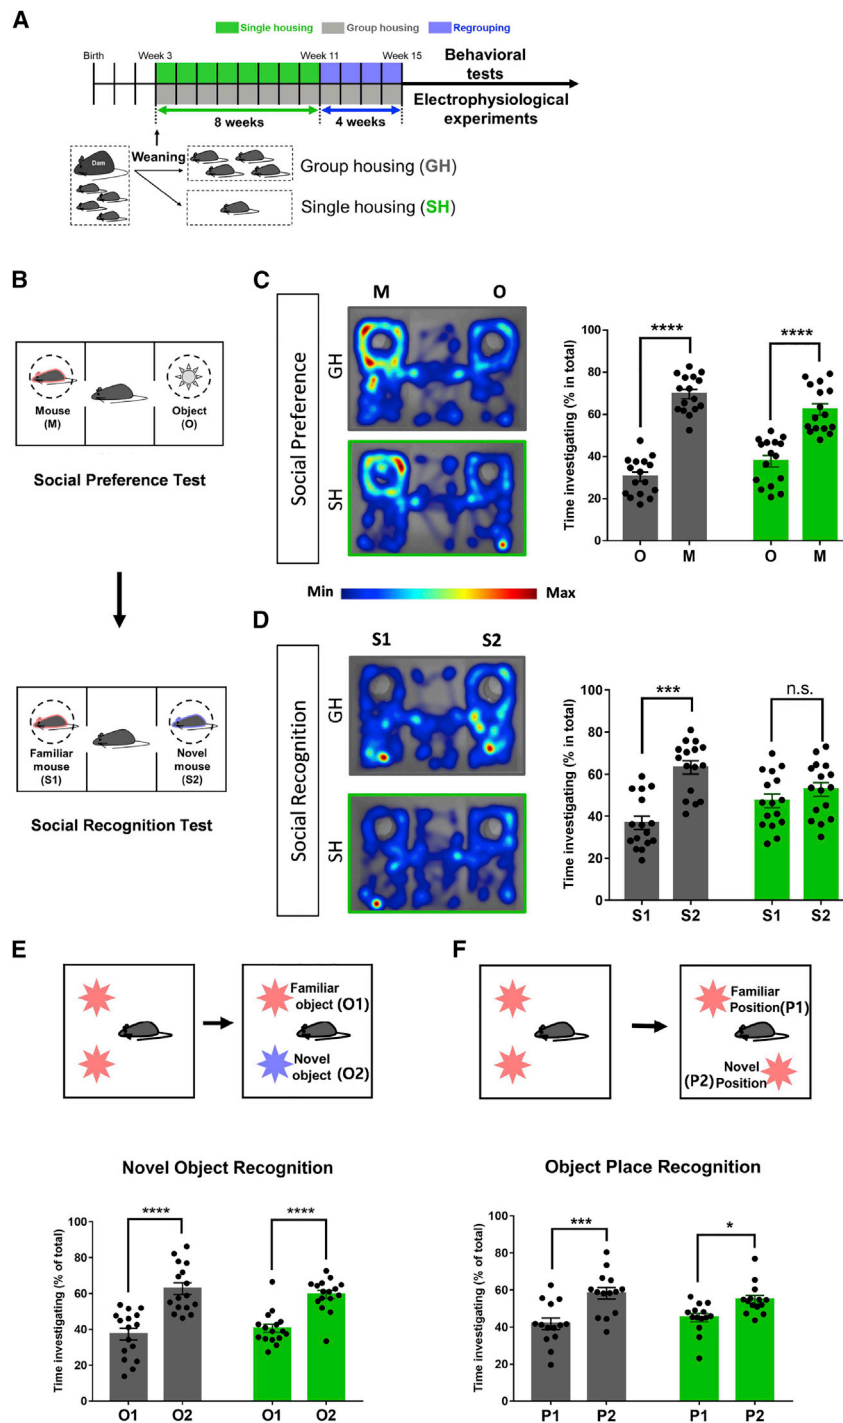 A
Single housing Group housing Regrouping
Birth Week 3 Week 11 Week 15
Behavioral
tests
Electrophysiological
experiments
8 weeks 4 weeks
Weaning
Dam
Group housing (GH)
Single housing (SH)
B
Mouse
(M)
Object
(O)
Social Preference Test
Familiar
mouse
(S1)
Novel
mouse
(S2)
Social Recognition Test
C
Social Preference
M O
GH
SH
Min Max
Time investigating (% in total)
100
80
60
40
20
0
**** ****
O M O M
D
Social Recognition
S1 S2
GH
SH
Time investigating (% in total)
100
80
60
40
20
0
*** n.s.
S1 S2 S1 S2
E
Familiar
object (O1)
Novel
object (O2)
Novel Object Recognition
Time investigating (% of total)
100
80
60
40
20
0
**** ****
O1 O2 O1 O2
F
Familiar
Position(P1)
Novel
(P2)Position
Object Place Recognition
Time investigating (% of total)
100
80
60
40
20
0
*** *
P1 P2 P1 P2